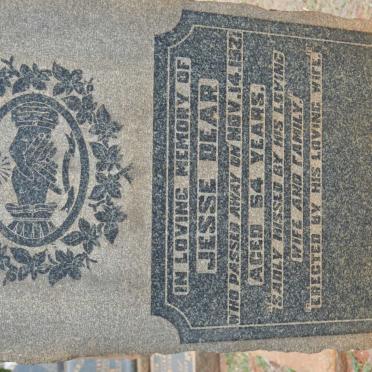 IN LOVING MEMORY OF
JESSE DEAR
WHO PASSED AWAY ON NOV. 14. 192
AGED 54 YEARS.
SADLY MISSED BY HIS LOVING
WIFE AND FAMILY.
ERECTED BY HIS LOVING WIFE.